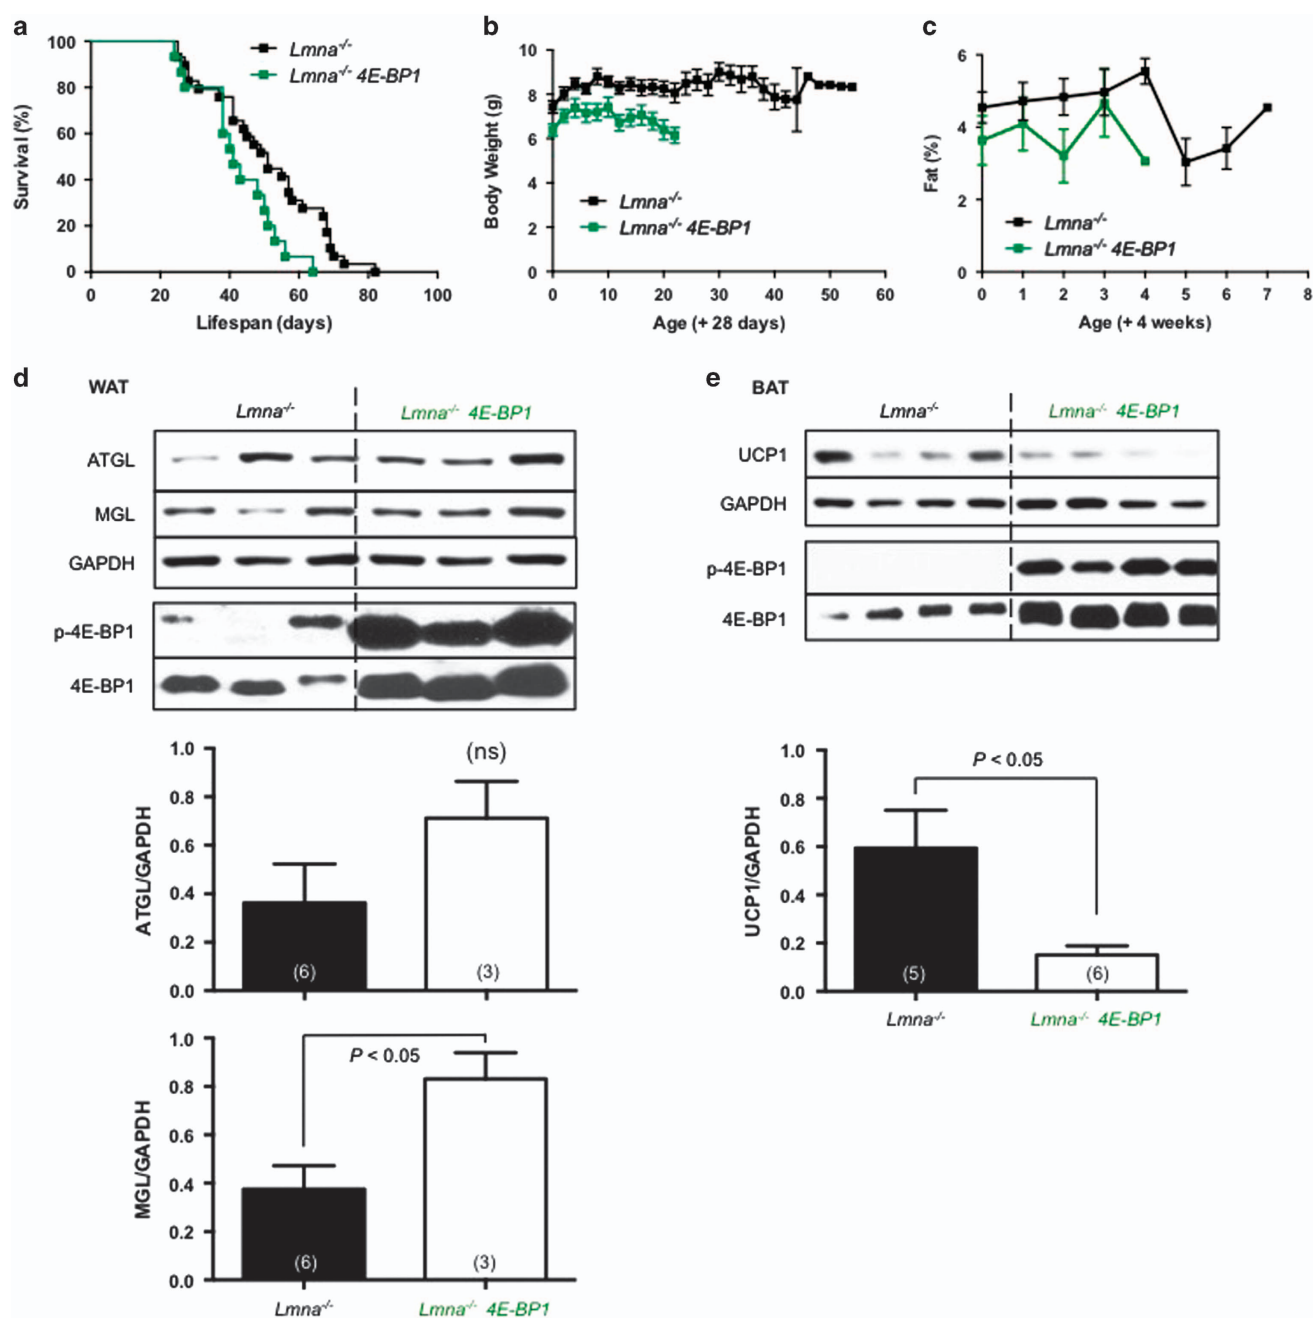 a
100
80
60
40
20
0
Survival (%)
0 20 40 60 80 100
Lifespan (days)
Lmna-/-
Lmna-/- 4E-BP1
b
10
8
6
4
2
0
Body Weight (g)
0 10 20 30 40 50 60
Age (+ 28 days)
Lmna-/-
Lmna-/- 4E-BP1
c
6
4
2
0
Fat (%)
0 1 2 3 4 5 6 7 8
Age (+ 4 weeks)
Lmna-/-
Lmna-/- 4E-BP1
d
WAT
Lmna-/- Lmna-/- 4E-BP1
ATGL
MGL
GAPDH
p-4E-BP1
4E-BP1
1.0
0.8
0.6
0.4
0.2
0.0
ATGL/GAPDH
(ns)
(6) (3)
1.0
0.8
0.6
0.4
0.2
0.0
MGL/GAPDH
P < 0.05
(6) (3)
Lmna-/- Lmna-/- 4E-BP1
e
BAT
Lmna-/- Lmna-/- 4E-BP1
UCP1
GAPDH
p-4E-BP1
4E-BP1
1.0
0.8
0.6
0.4
0.2
0.0
UCP1/GAPDH
P < 0.05
(5) (6)
Lmna-/- Lmna-/- 4E-BP1